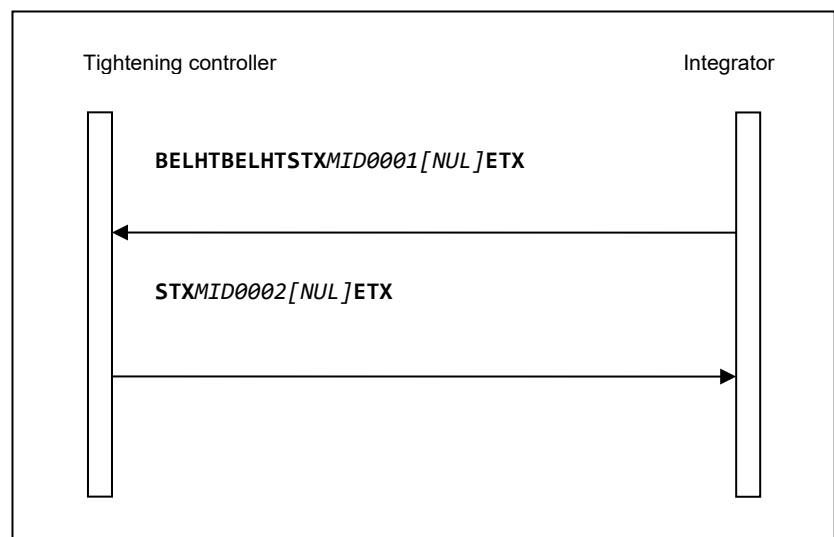 Tightening controller Integrator
BELHTBELHTSTXMID0001[NUL]ETX
STXMID0002[NUL]ETX